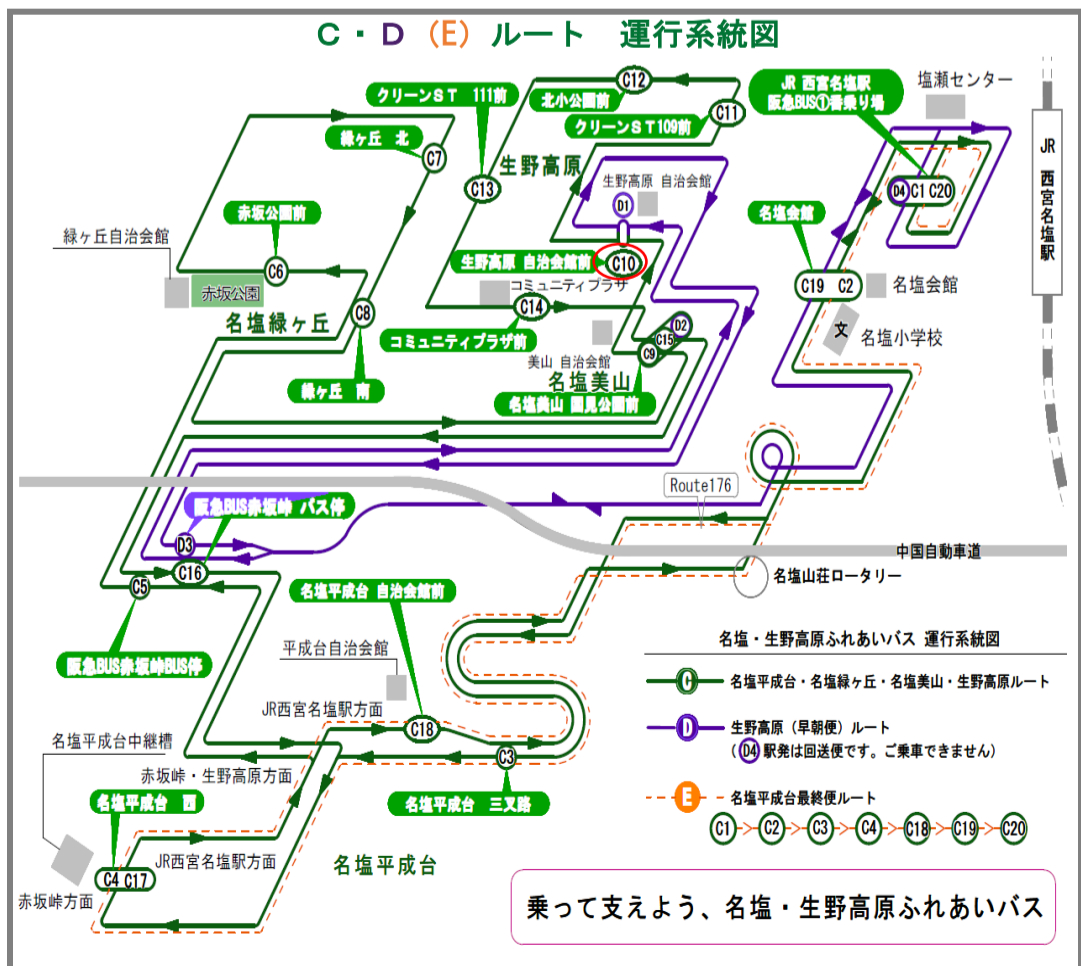 C・D（E）ルート　運行系統図
クリーンST　111前
C12
北小公園前
C11
クリーンST109前
JR 西宮名塩駅
阪急BUS①番乗り場
塩瀬センター
JR 西宮名塩駅
緑ヶ丘　北
C7
C13
生野高原
生野高原 自治会館
D1
D4
C1
C20
赤坂公園前
名塩会館
緑ヶ丘自治会館
C6
赤坂公園
生野高原 自治会館前
C10
コミュニティプラザ
C19
C2
名塩会館
名塩緑ヶ丘
C8
C14
コミュニティプラザ前
文
名塩小学校
D2
C15
C9
美山 自治会館
名塩美山
緑ヶ丘　南
名塩美山 国見公園前
Route176
阪急BUS赤坂峠 バス停
D3
C16
C5
中国自動車道
名塩山荘ロータリー
名塩平成台 自治会館前
阪急BUS赤坂峠BUS停
平成台自治会館
名塩・生野高原ふれあいバス 運行系統図
C
名塩平成台・名塩緑ヶ丘・名塩美山・生野高原ルート
JR西宮名塩駅方面
C18
D
生野高原（早朝便）ルート
（D4 駅発は回送便です。ご乗車できません）
名塩平成台中継槽
C3
赤坂峠・生野高原方面
名塩平成台　西
名塩平成台　三叉路
E
名塩平成台最終便ルート
C1 > C2 > C3 > C4 > C18 > C19 > C20
JR西宮名塩駅方面
名塩平成台
C4
C17
赤坂峠方面
乗って支えよう、名塩・生野高原ふれあいバス